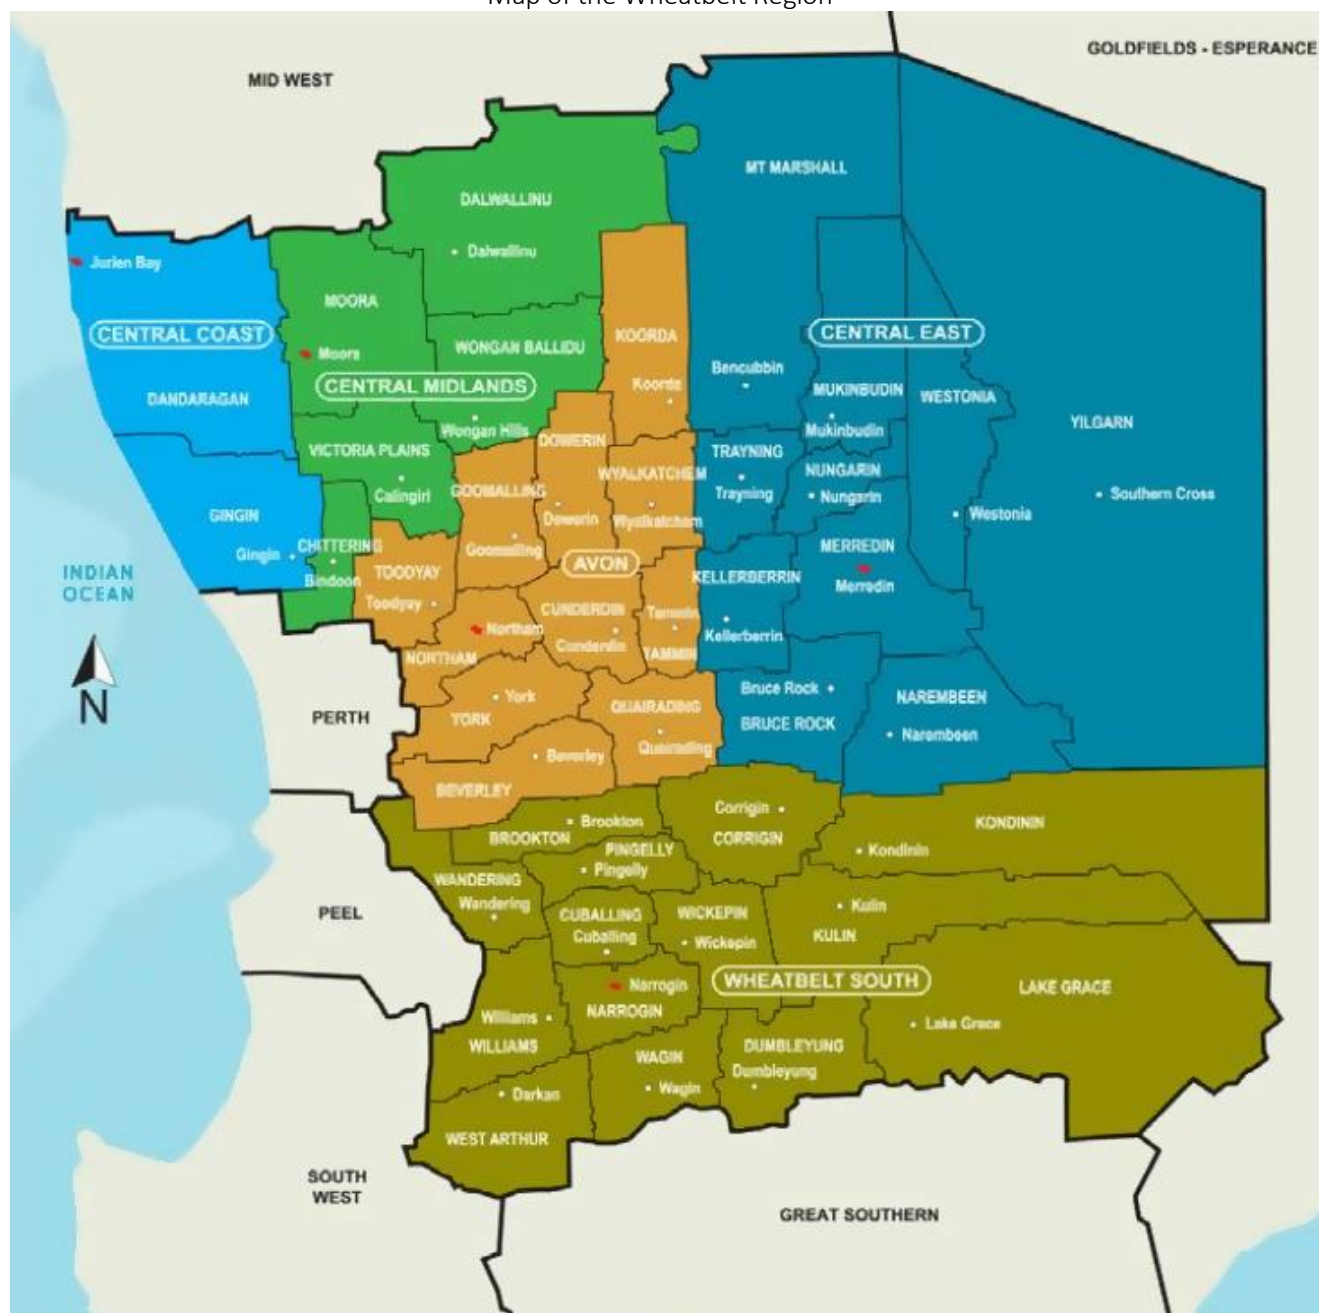 Map of the Wheatbelt Region
GOLDFIELDS - ESPERANCE
MID WEST
MT MARSHALL
DALWALLINU
Dalwallinu
Jurien Bay
MOORA
CENTRAL COAST
CENTRAL EAST
KOORDA
WONGAN BALLIDU
Moora
Bencubbin
CENTRAL MIDLANDS
Koorda
MUKINBUDIN
WESTONIA
DANDARAGAN
YILGARN
Wongan Hills
Mukinbudin
DOWERIN
VICTORIA PLAINS
TRAYNING
NUNGARIN
WYALKATCHEM
GOOMALLING
Calingiri
Trayning
Nungarin
Southern Cross
GINGIN
Dowerin
Wyalkatchem
Westonia
CHITTERING
Gingin
Goomalling
MERREDIN
AVON
INDIAN
OCEAN
TOODYAY
Bindoon
KELLERBERRIN
Merredin
Toodyay
CUNDERDIN
Tammin
Northam
Kellerberrin
Cunderdin
TAMMIN
NORTHAM
N
York
Bruce Rock
NAREMBEEN
PERTH
YORK
QUAIRADING
BRUCE ROCK
Narembeen
Quairading
Beverley
BEVERLEY
Corrigin
Brookton
KONDININ
BROOKTON
CORRIGIN
PINGELLY
Kondinin
Pingelly
WANDERING
Wandering
Kulin
PEEL
CUBALLING
WICKEPIN
Cuballing
Wickepin
KULIN
WHEATBELT SOUTH
Narrogin
LAKE GRACE
NARROGIN
Williams
Lake Grace
WILLIAMS
WAGIN
DUMBLEYUNG
Dumbleyung
Wagin
Darkan
WEST ARTHUR
SOUTH
WEST
GREAT SOUTHERN